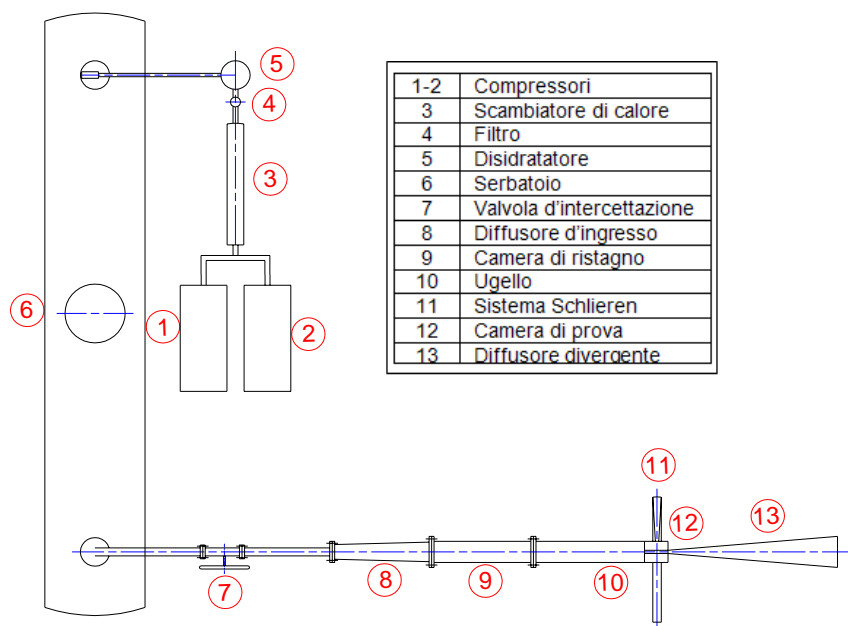 5
4
3
6
1
2
1-2 Compressori
3 Scambiatore di calore
4 Filtro
5 Disidratatore
6 Serbatoio
7 Valvola d'intercettazione
8 Diffusore d'ingresso
9 Camera di ristagno
10 Ugello
11 Sistema Schlieren
12 Camera di prova
13 Diffusore divergente
11
12
13
7
8
9
10